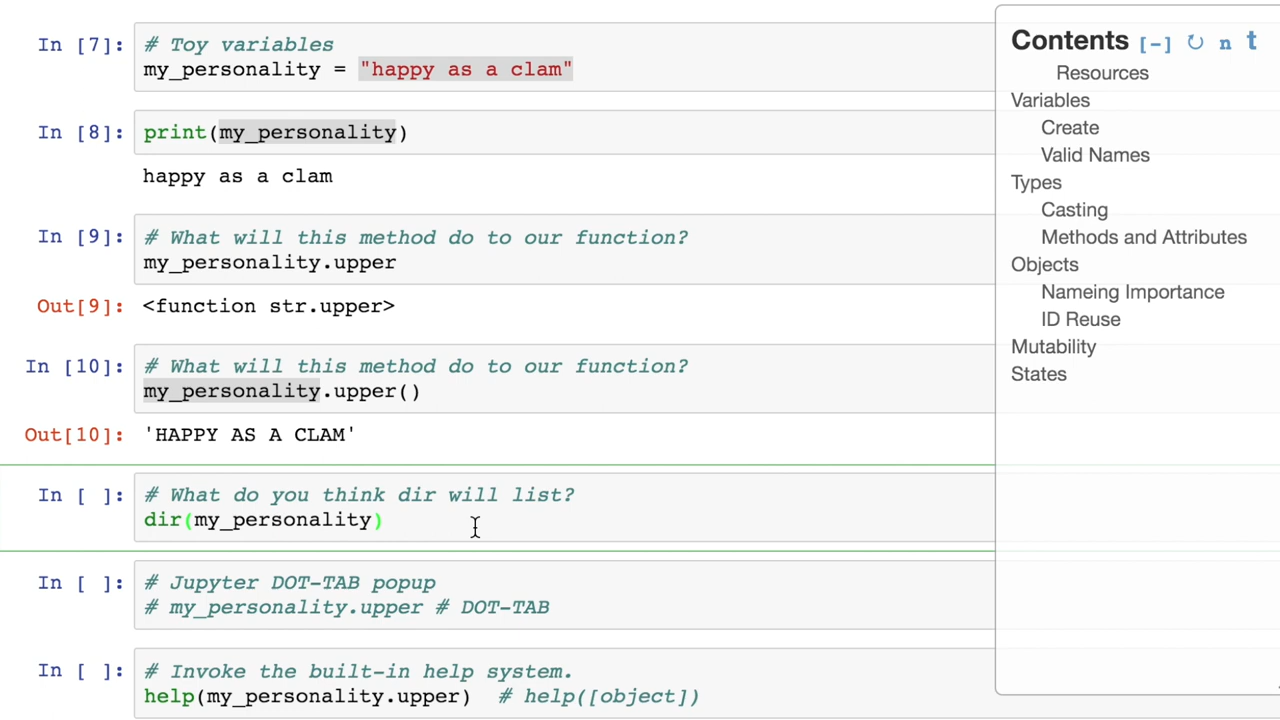 In [7]: # Toy variables
my_personality = "happy as a clam"
In [8]: print(my_personality)
happy as a clam
In [9]: # What will this method do to our function?
my_personality.upper
Out[9]: <function str.upper>
In [10]: # What will this method do to our function?
my_personality.upper()
Out[10]: 'HAPPY AS A CLAM'
In [ ]: # What do you think dir will list?
dir(my_personality)
In [ ]: # Jupyter DOT-TAB popup
# my_personality.upper # DOT-TAB
In [ ]: # Invoke the built-in help system.
help(my_personality.upper)  # help([object])
Contents [-] ↻ n t
Resources
Variables
Create
Valid Names
Types
Casting
Methods and Attributes
Objects
Nameing Importance
ID Reuse
Mutability
States